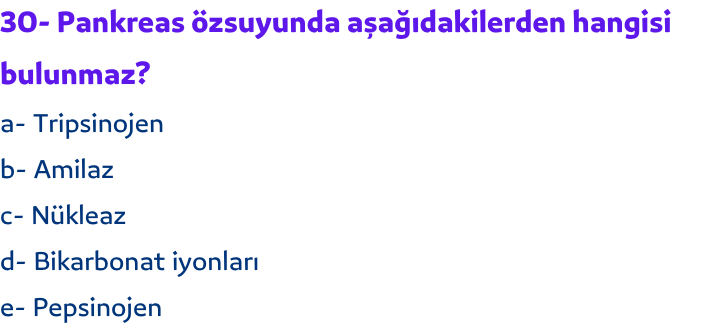 30- Pankreas özsuyunda aşağıdakilerden hangisi
bulunmaz?
a- Tripsinojen
b- Amilaz
c- Nükleaz
d- Bikarbonat iyonları
e- Pepsinojen